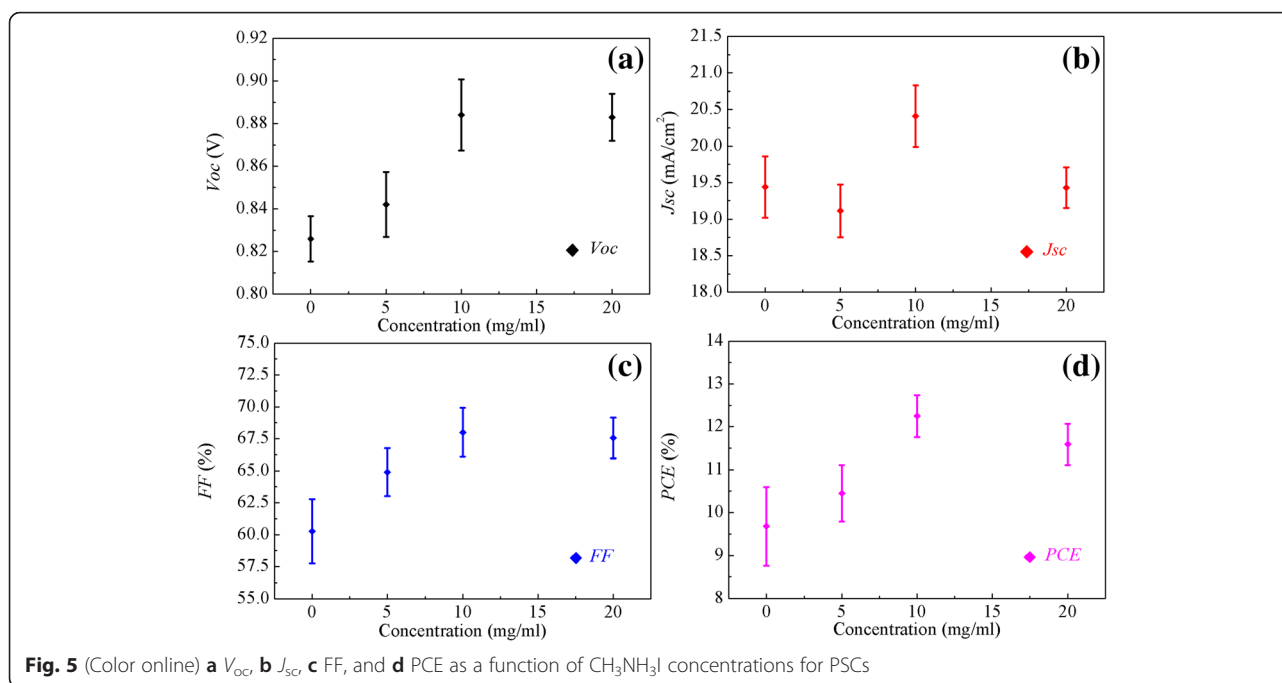 (a)
0.92
0.90
0.88
0.86
0.84
0.82
0.80
Voc (V)
Voc
0 5 10 15 20
Concentration (mg/ml)
(b)
21.5
21.0
20.5
20.0
19.5
19.0
18.5
18.0
Jsc (mA/cm²)
Jsc
0 5 10 15 20
Concentration (mg/ml)
(c)
75.0
72.5
70.0
67.5
65.0
62.5
60.0
57.5
55.0
FF (%)
FF
0 5 10 15 20
Concentration (mg/ml)
(d)
14
13
12
11
10
9
8
PCE (%)
PCE
0 5 10 15 20
Concentration (mg/ml)
Fig. 5 (Color online) a Voc, b Jsc, c FF, and d PCE as a function of CH₃NH₃I concentrations for PSCs